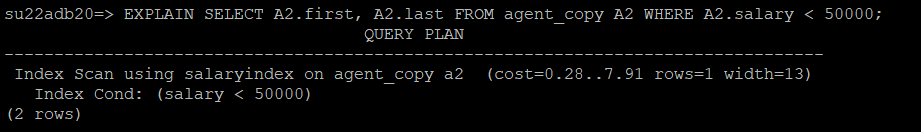 su22adb20=> EXPLAIN SELECT A2.first, A2.last FROM agent_copy A2 WHERE A2.salary < 50000;
QUERY PLAN
----------------------------------------------------------------------------------
Index Scan using salaryindex on agent_copy a2  (cost=0.28..7.91 rows=1 width=13)
Index Cond: (salary < 50000)
(2 rows)